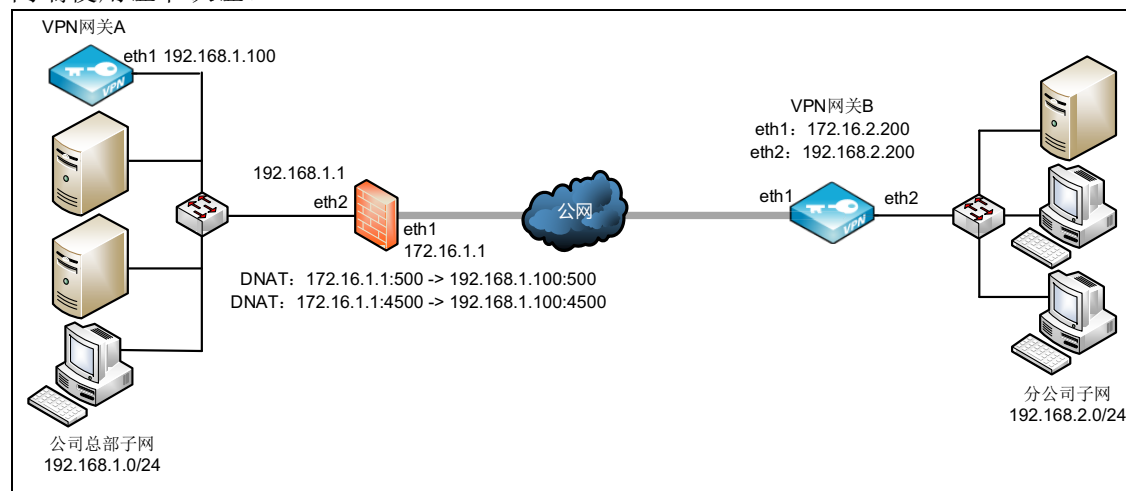 VPN网关A
eth1 192.168.1.100
VPN
192.168.1.1
eth2
eth1
172.16.1.1
DNAT：172.16.1.1:500 -> 192.168.1.100:500
DNAT：172.16.1.1:4500 -> 192.168.1.100:4500
公司总部子网
192.168.1.0/24
公网
VPN网关B
eth1：172.16.2.200
eth2：192.168.2.200
eth1
VPN
eth2
分公司子网
192.168.2.0/24